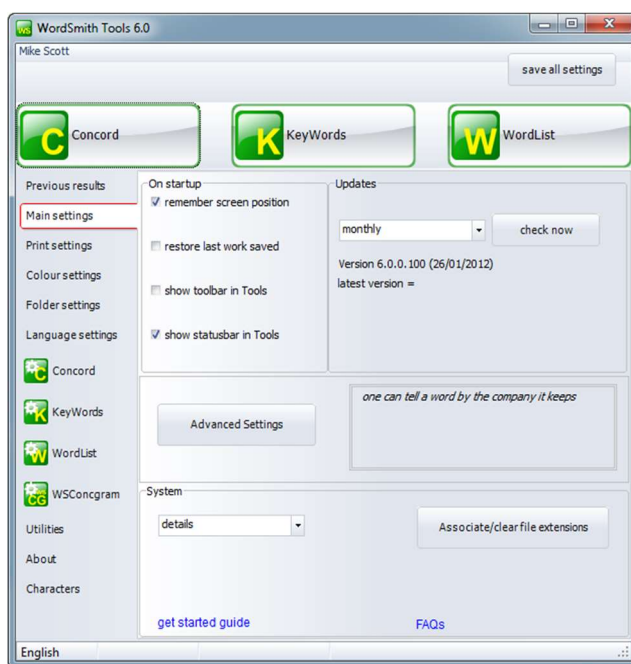 WordSmith Tools 6.0
Mike Scott
save all settings
C Concord
K KeyWords
W WordList
Previous results
Main settings
Print settings
Colour settings
Folder settings
Language settings
C Concord
K KeyWords
W WordList
CG WSConcgram
Utilities
About
Characters
On startup
remember screen position
restore last work saved
show toolbar in Tools
show statusbar in Tools
Updates
monthly
check now
Version 6.0.0.100 (26/01/2012)
latest version =
Advanced Settings
one can tell a word by the company it keeps
System
details
Associate/clear file extensions
get started guide
FAQs
English